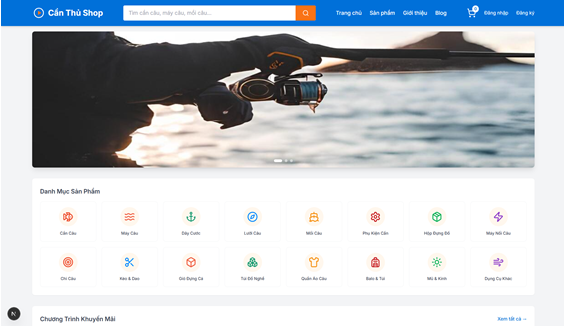 Cần Thủ Shop
Tìm cần câu, máy câu, mồi câu...
Trang chủ Sản phẩm Giới thiệu Blog
0
Đăng nhập Đăng ký
Danh Mục Sản Phẩm
Cần Câu Máy Câu Dây Cước Lưỡi Câu Mồi Câu Phụ Kiện Cần Hộp Đựng Đồ Máy Nối Câu
Chì Câu Kéo & Dao Giỏ Đựng Cá Túi Đồ Nghề Quần Áo Câu Balo & Túi Mũ & Kính Dụng Cụ Khác
N
Chương Trình Khuyến Mãi
Xem tất cả →